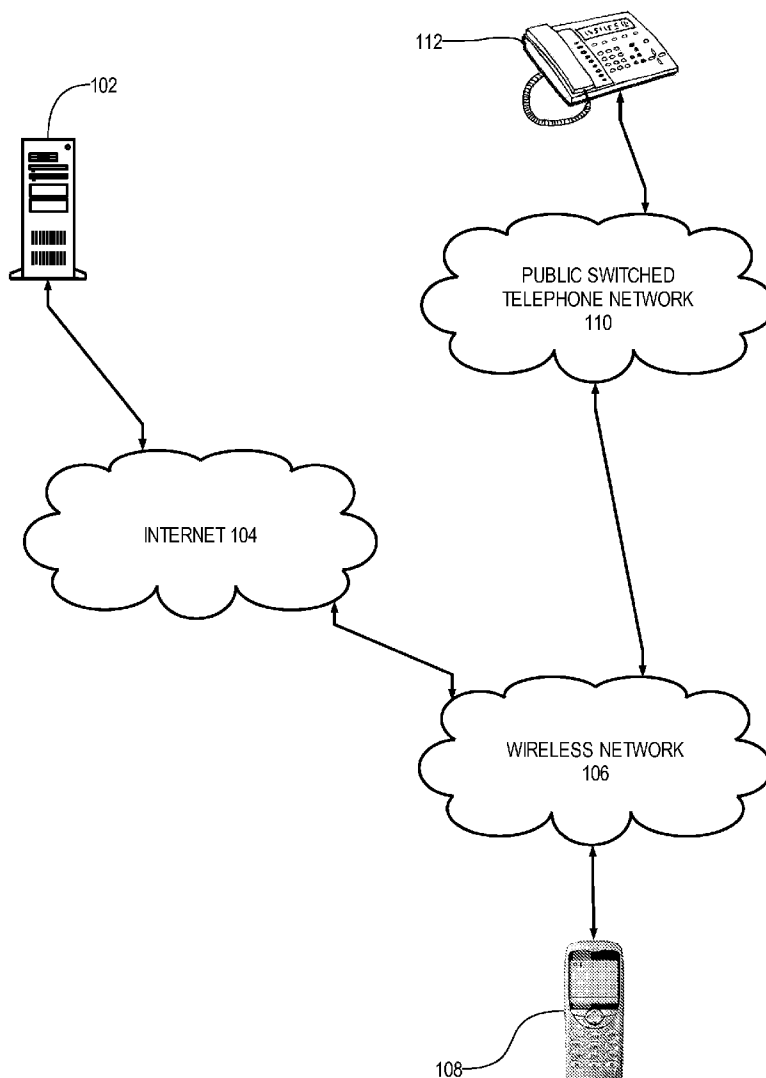 112
102
PUBLIC SWITCHED
TELEPHONE NETWORK
110
INTERNET 104
WIRELESS NETWORK
106
108